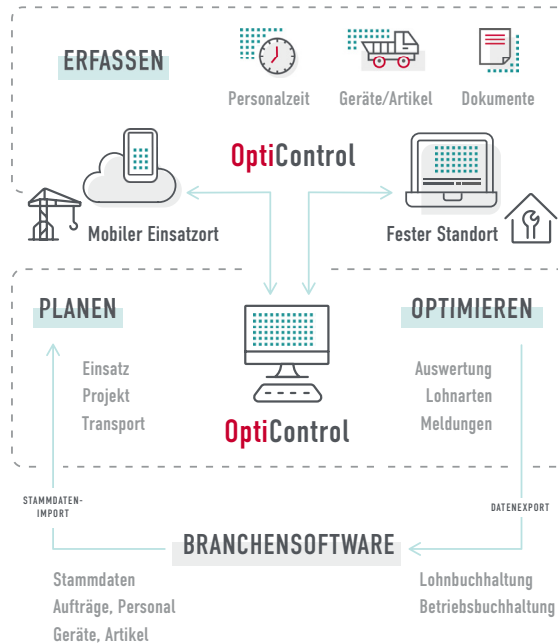 ERFASSEN
Personalzeit
Geräte/Artikel
Dokumente
OptiControl
Mobiler Einsatzort
Fester Standort
PLANEN
OPTIMIEREN
Einsatz
Projekt
Transport
Auswertung
Lohnarten
Meldungen
OptiControl
STAMMDATEN-
IMPORT
DATENEXPORT
BRANCHENSOFTWARE
Stammdaten
Aufträge, Personal
Geräte, Artikel
Lohnbuchhaltung
Betriebsbuchhaltung